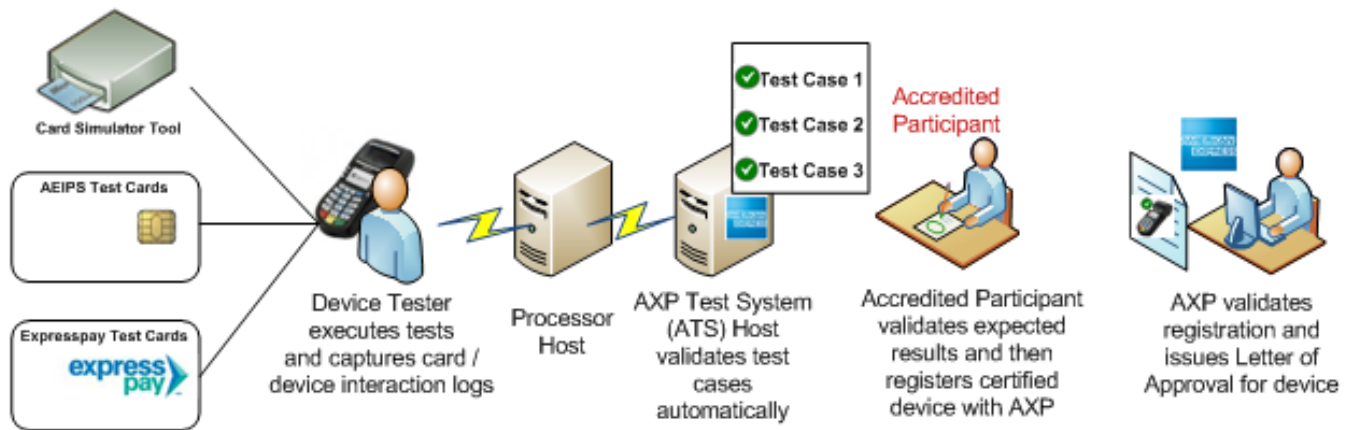 Card Simulator Tool
AEIPS Test Cards
Expresspay Test Cards
express
pay
Device Tester
executes tests
and captures card /
device interaction logs
Processor
Host
Test Case 1
Test Case 2
Test Case 3
AXP Test System
(ATS) Host
validates test
cases
automatically
Accredited
Participant
Accredited Participant
validates expected
results and then
registers certified
device with AXP
AMERICAN
EXPRESS
AXP validates
registration and
issues Letter of
Approval for device